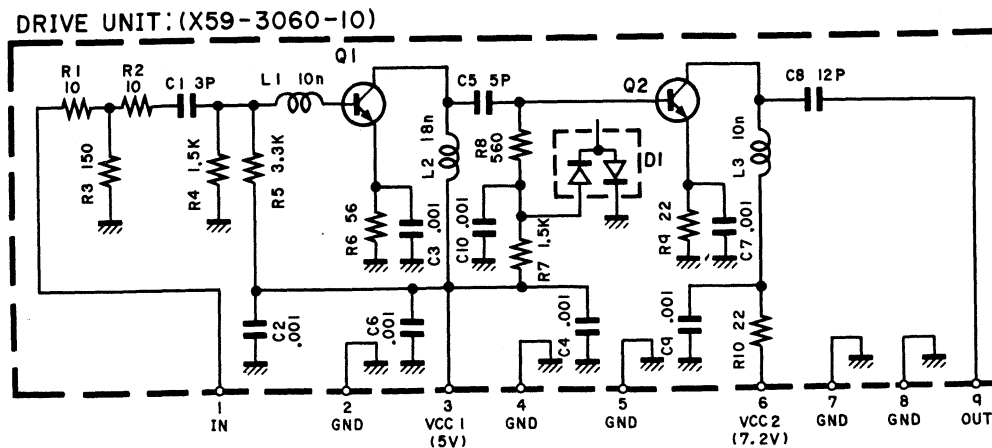 DRIVE UNIT:(X59-3060-10)
R1
10
R2
10
C1 3P
L1 10n
Q1
C5 5P
Q2
C8 12P
R3 150
R4 1.5K
R5 3.3K
L2 18n
R8
560
D1
L3 10n
R6 56
C3 .001
C10 .001
R7 1.5K
R9 22
C7 .001
C2
.001
C6
.001
C4 .001
C9 .001
R10 22
1
IN
2
GND
3
VCC 1
(5V)
4
GND
5
GND
6
VCC 2
(7.2V)
7
GND
8
GND
9
OUT